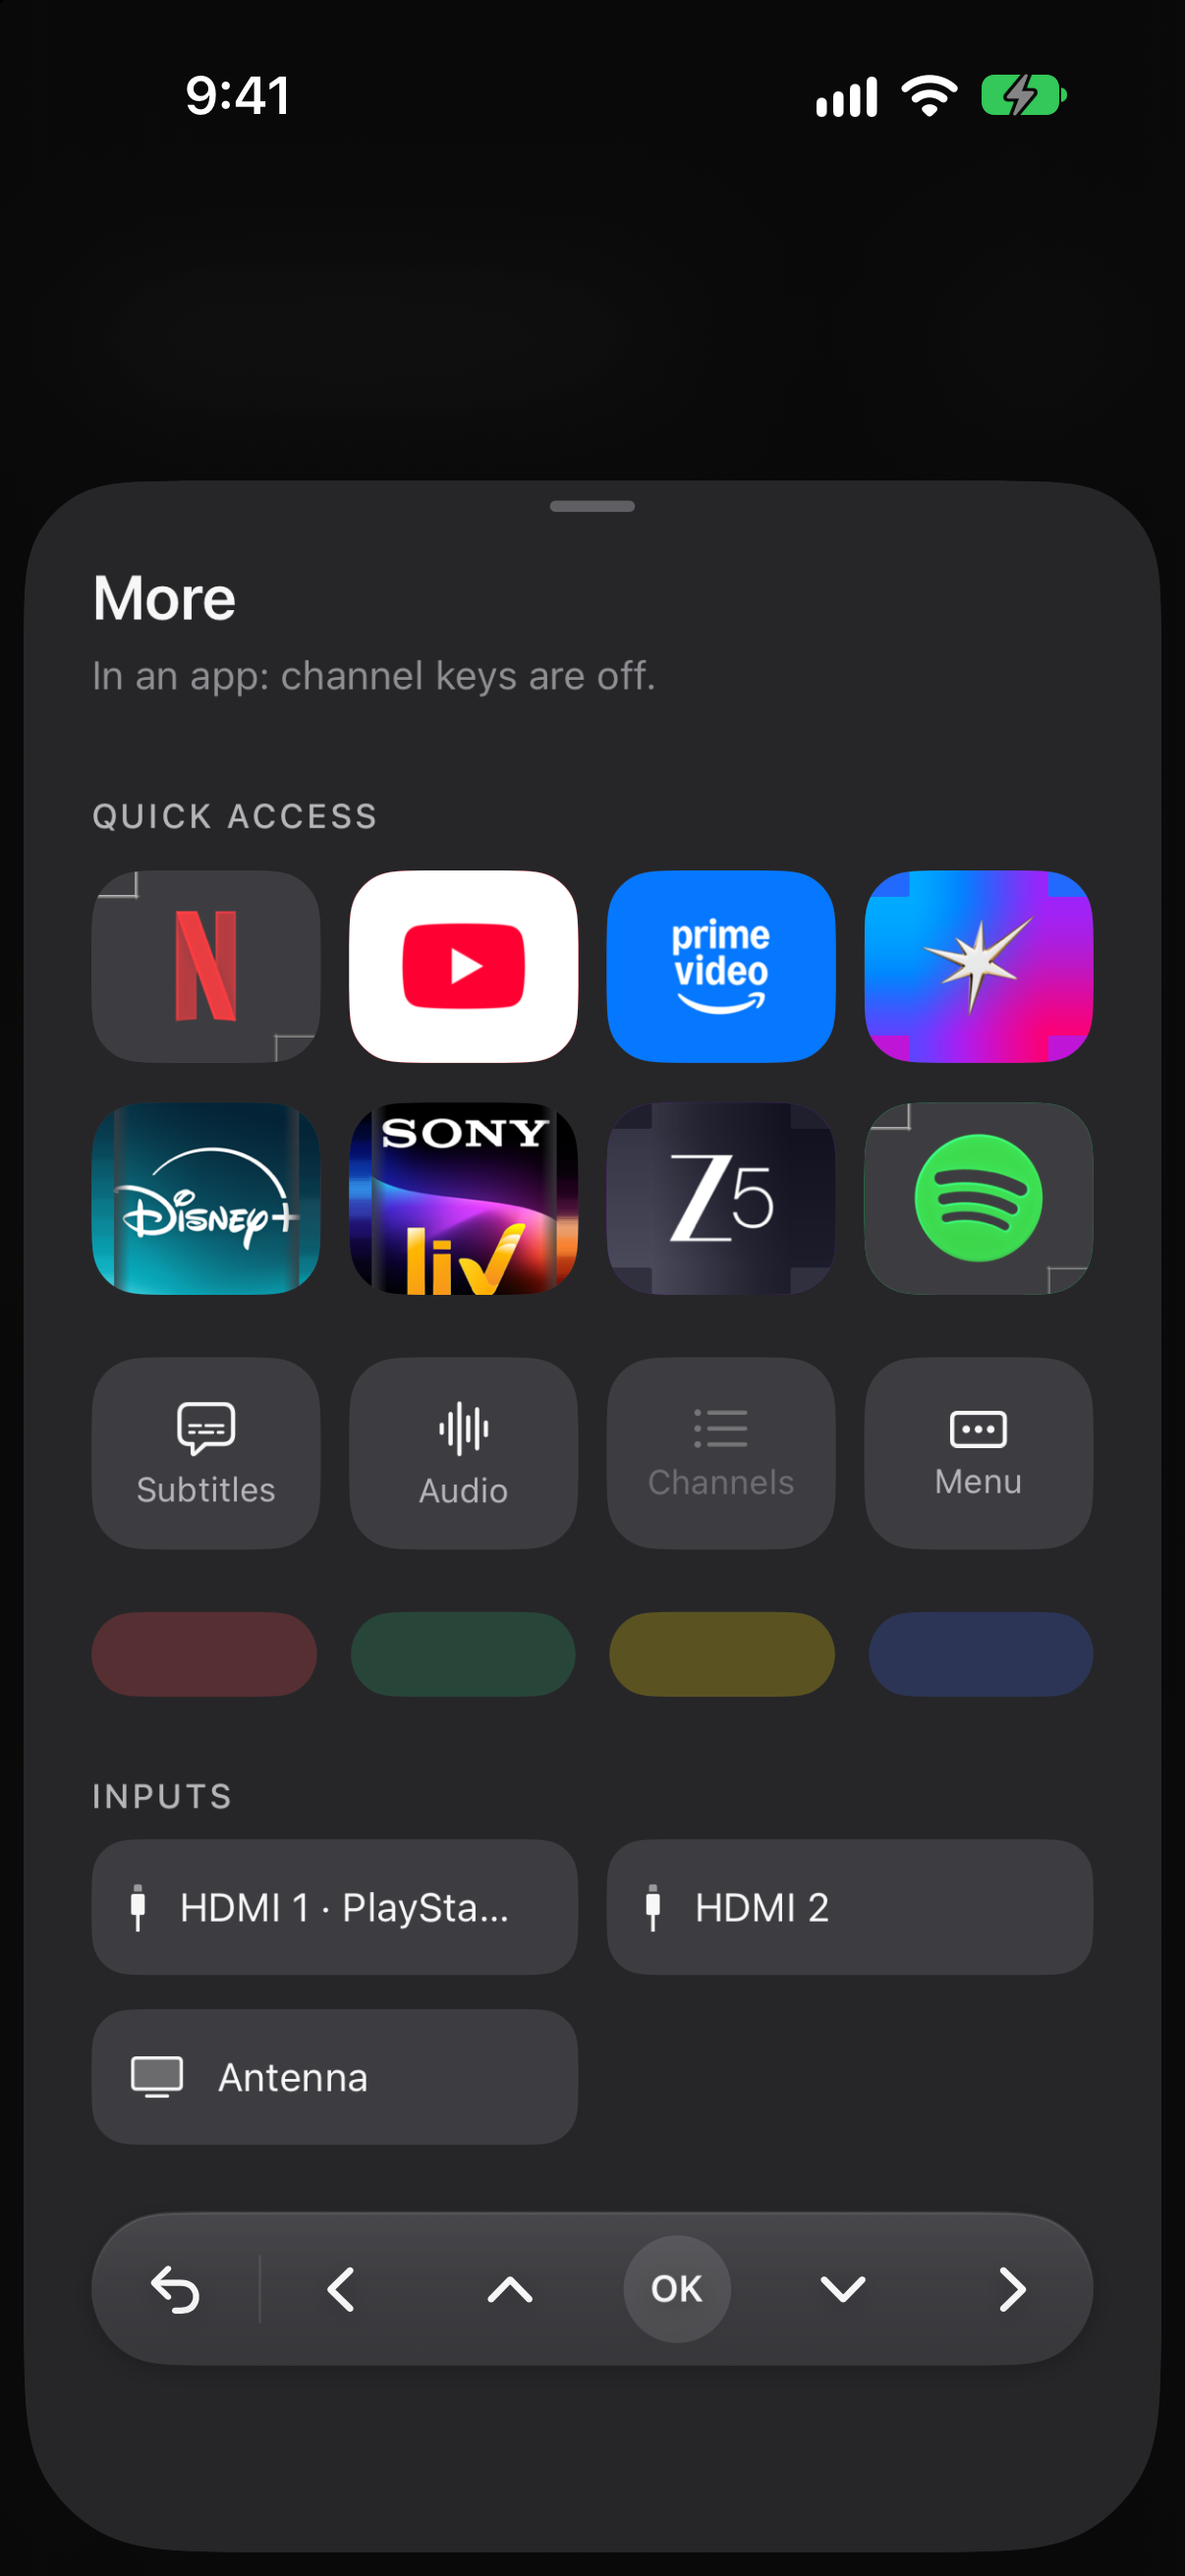 9:41
More
In an app: channel keys are off.
QUICK ACCESS
N
prime
video
Disney+
SONY
liv
Z5
Subtitles
Audio
Channels
Menu
INPUTS
HDMI 1 · PlaySta...
HDMI 2
Antenna
OK